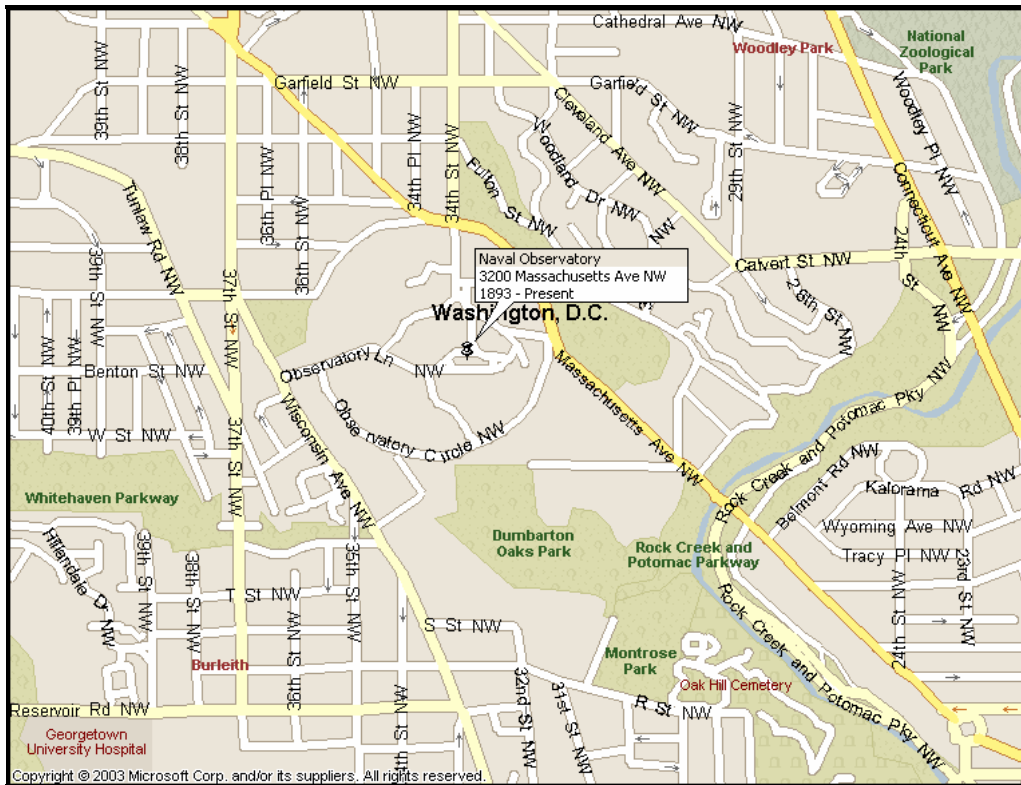 Cathedral Ave NW
Woodley Park
National
Zoological
Park
Garfield St NW
Garfied St NW
Cleveland Ave NW
Woodley Pl NW
39th St NW
38th St NW
36th Pl NW
36th St NW
34th Pl NW
34th St NW
Fulton St NW
Woodland Dr NW
NW
29th St NW
Connecticut Ave NW
24th St NW
Tunlaw Rd NW
37th St NW
39th St NW
Calvert St NW
28th St NW
Naval Observatory
3200 Massachusetts Ave NW
1893 - Present
Washington, D.C.
Observatory Ln
NW
Observatory Circle NW
Massachusetts Ave NW
Benton St NW
40th St NW
39th Pl NW
W St NW
37th St NW
Wisconsin Ave NW
Rock Creek and Potomac Pky NW
Belmont Rd NW
Kalorama Rd NW
Wyoming Ave NW
Tracy Pl NW
23rd St NW
24th St NW
Whitehaven Parkway
Dumbarton
Oaks Park
Rock Creek and
Potomac Parkway
Rock Creek and Potomac Pky NW
Hillandale Dr NW
39th St NW
38th St NW
35th St NW
T St NW
S St NW
36th St NW
Burleith
Montrose
Park
Oak Hill Cemetery
32nd St NW
31st St NW
R St NW
34th St NW
Reservoir Rd NW
Georgetown
University Hospital
Copyright © 2003 Microsoft Corp. and/or its suppliers. All rights reserved.